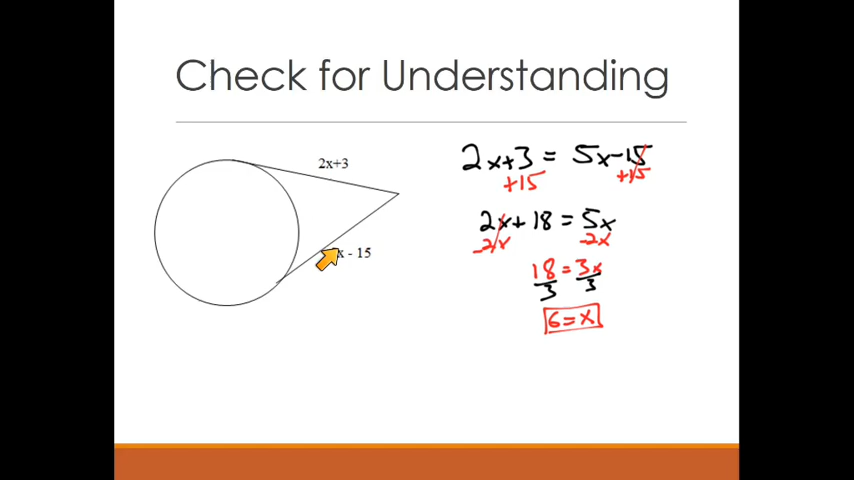 Check for Understanding
2x+3
x - 15
2x+3 = 5x-15
+15 +15
2x+18 = 5x
-2x -2x
18 = 3x
3 3
6=x